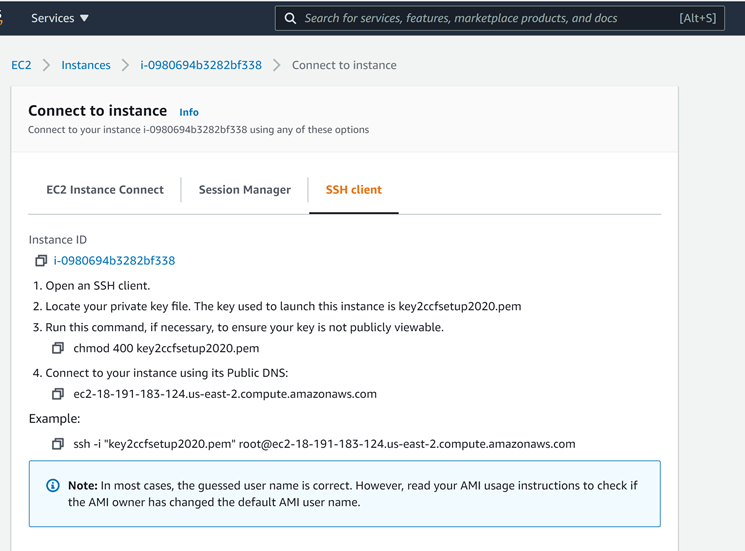 Services ▼
Search for services, features, marketplace products, and docs [Alt+S]
EC2 > Instances > i-0980694b3282bf338 > Connect to instance
Connect to instance Info
Connect to your instance i-0980694b3282bf338 using any of these options
EC2 Instance Connect
Session Manager
SSH client
Instance ID
i-0980694b3282bf338
1. Open an SSH client.
2. Locate your private key file. The key used to launch this instance is key2ccfsetup2020.pem
3. Run this command, if necessary, to ensure your key is not publicly viewable.
chmod 400 key2ccfsetup2020.pem
4. Connect to your instance using its Public DNS:
ec2-18-191-183-124.us-east-2.compute.amazonaws.com
Example:
ssh -i "key2ccfsetup2020.pem" root@ec2-18-191-183-124.us-east-2.compute.amazonaws.com
Note: In most cases, the guessed user name is correct. However, read your AMI usage instructions to check if
the AMI owner has changed the default AMI user name.